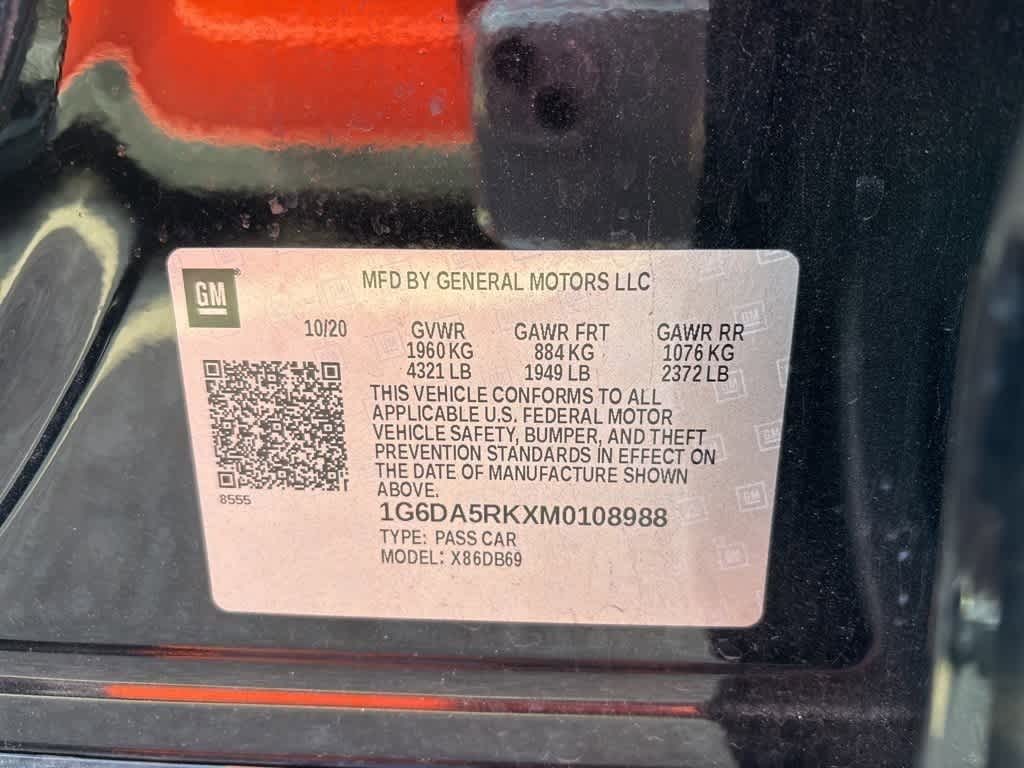 GM
MFD BY GENERAL MOTORS LLC
10/20 GVWR GAWR FRT GAWR RR
1960 KG 884 KG 1076 KG
4321 LB 1949 LB 2372 LB
THIS VEHICLE CONFORMS TO ALL
APPLICABLE U.S. FEDERAL MOTOR
VEHICLE SAFETY, BUMPER, AND THEFT
PREVENTION STANDARDS IN EFFECT ON
THE DATE OF MANUFACTURE SHOWN
ABOVE.
8555
1G6DA5RKXM0108988
TYPE: PASS CAR
MODEL: X86DB69